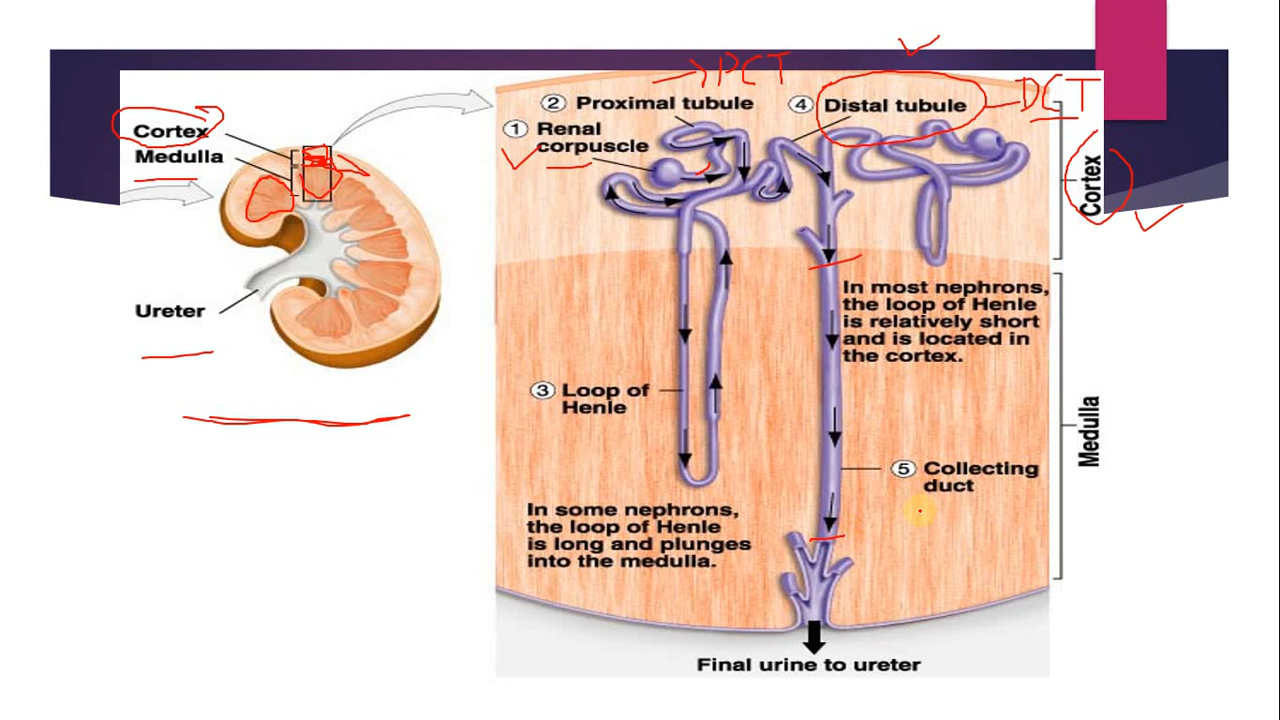 Cortex
Medulla
Ureter
→ PCT
② Proximal tubule
① Renal
corpuscle
④ Distal tubule
DCT
Cortex
In most nephrons,
the loop of Henle
is relatively short
and is located in
the cortex.
③ Loop of
Henle
Medulla
⑤ Collecting
duct
In some nephrons,
the loop of Henle
is long and plunges
into the medulla.
Final urine to ureter